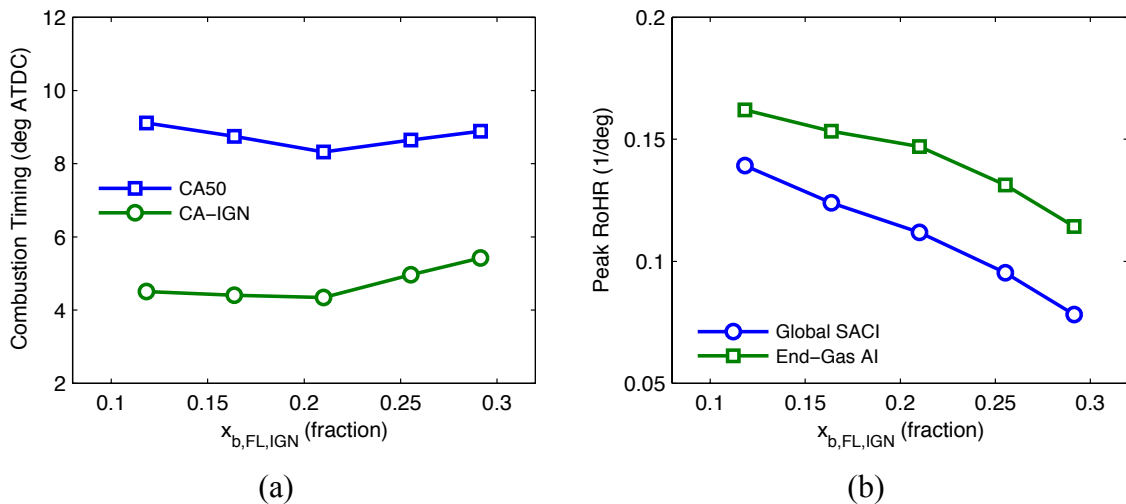 12
10
8
6
4
2
Combustion Timing (deg ATDC)
CA50
CA−IGN
0.1 0.15 0.2 0.25 0.3
x_{b,FL,IGN} (fraction)
(a)
0.2
0.15
0.1
0.05
Peak RoHR (1/deg)
Global SACI
End−Gas AI
0.1 0.15 0.2 0.25 0.3
x_{b,FL,IGN} (fraction)
(b)